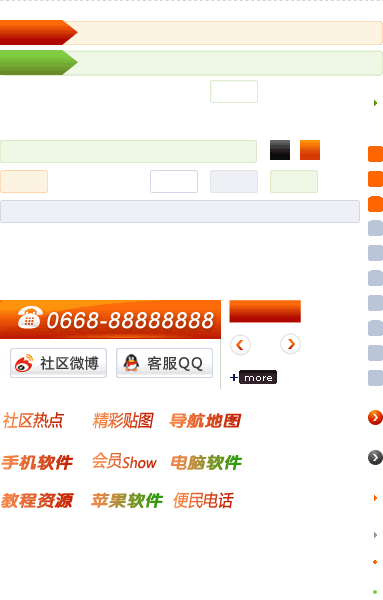 0668-88888888
社区微博 客服QQ
+more
社区热点 精彩贴图 导航地图
手机软件 会员Show 电脑软件
教程资源 苹果软件 便民电话